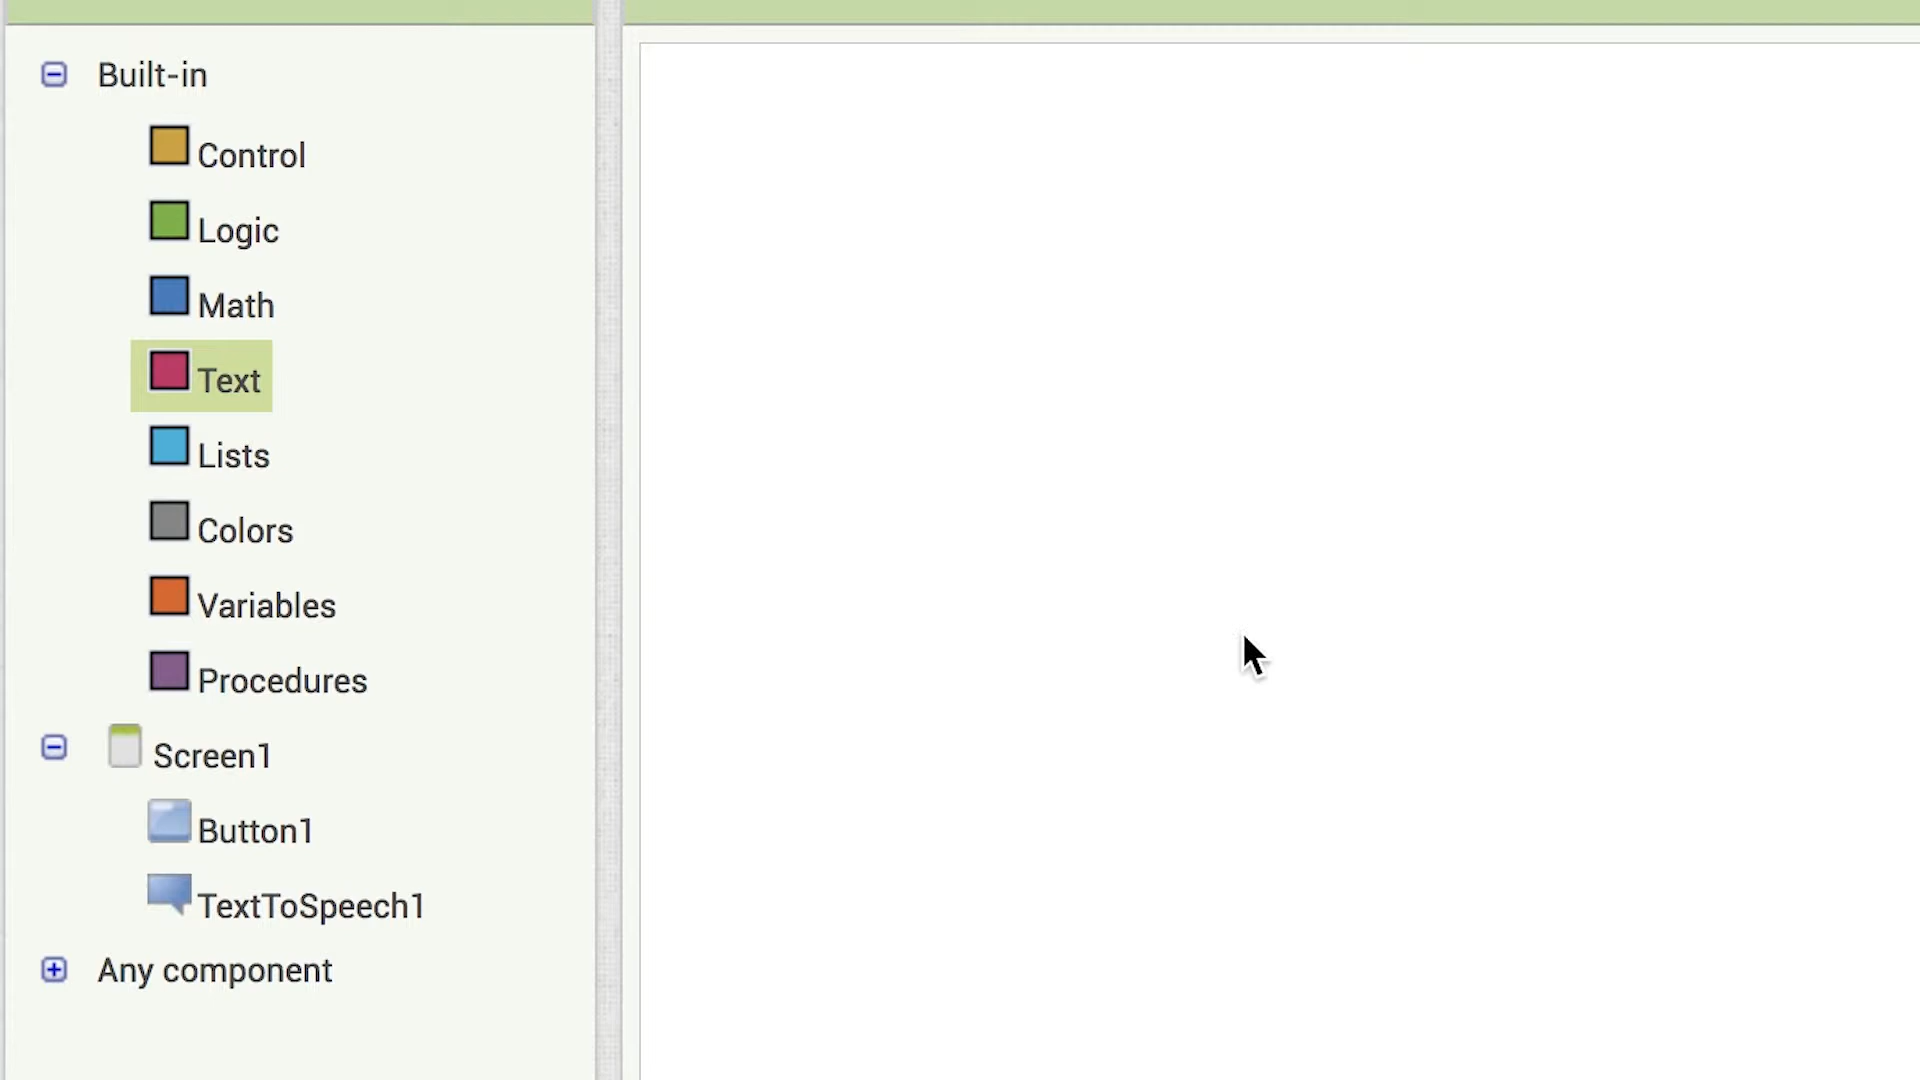 Built-in
Control
Logic
Math
Text
Lists
Colors
Variables
Procedures
Screen1
Button1
TextToSpeech1
Any component